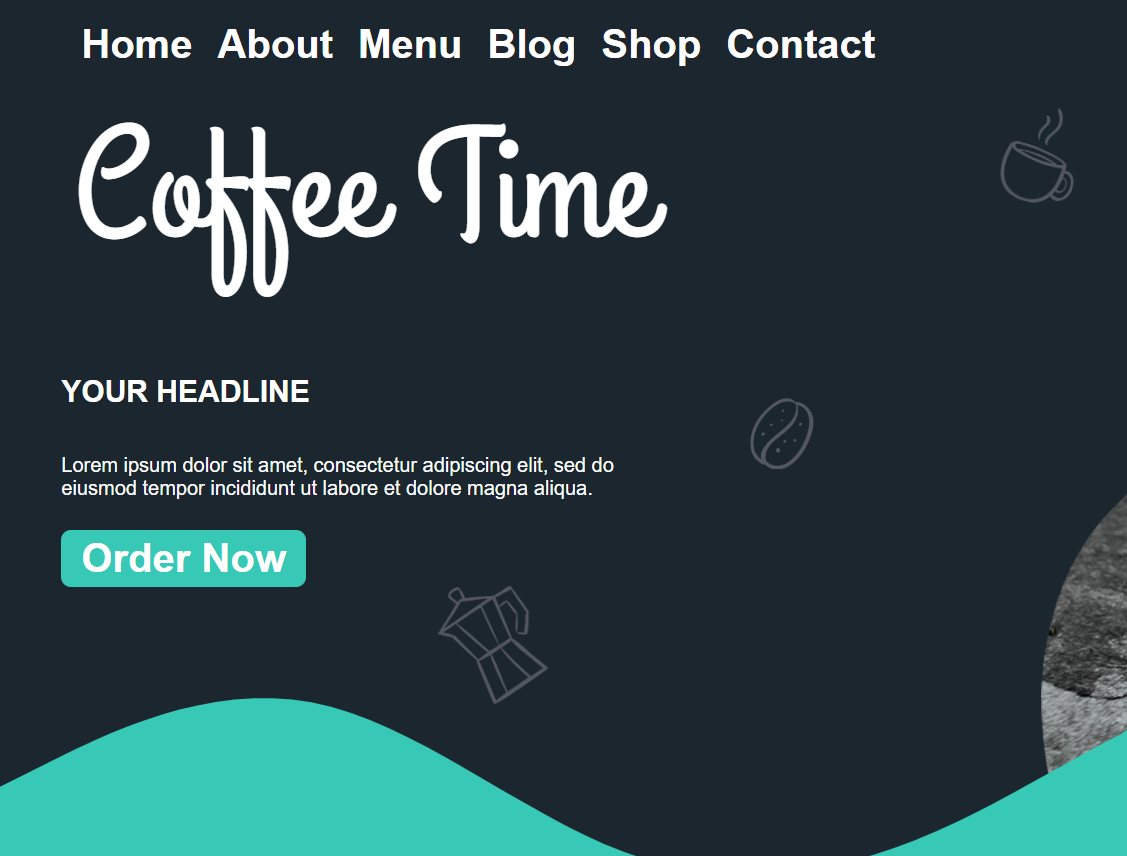 Home About Menu Blog Shop Contact
Coffee Time
YOUR HEADLINE
Lorem ipsum dolor sit amet, consectetur adipiscing elit, sed do
eiusmod tempor incididunt ut labore et dolore magna aliqua.
Order Now